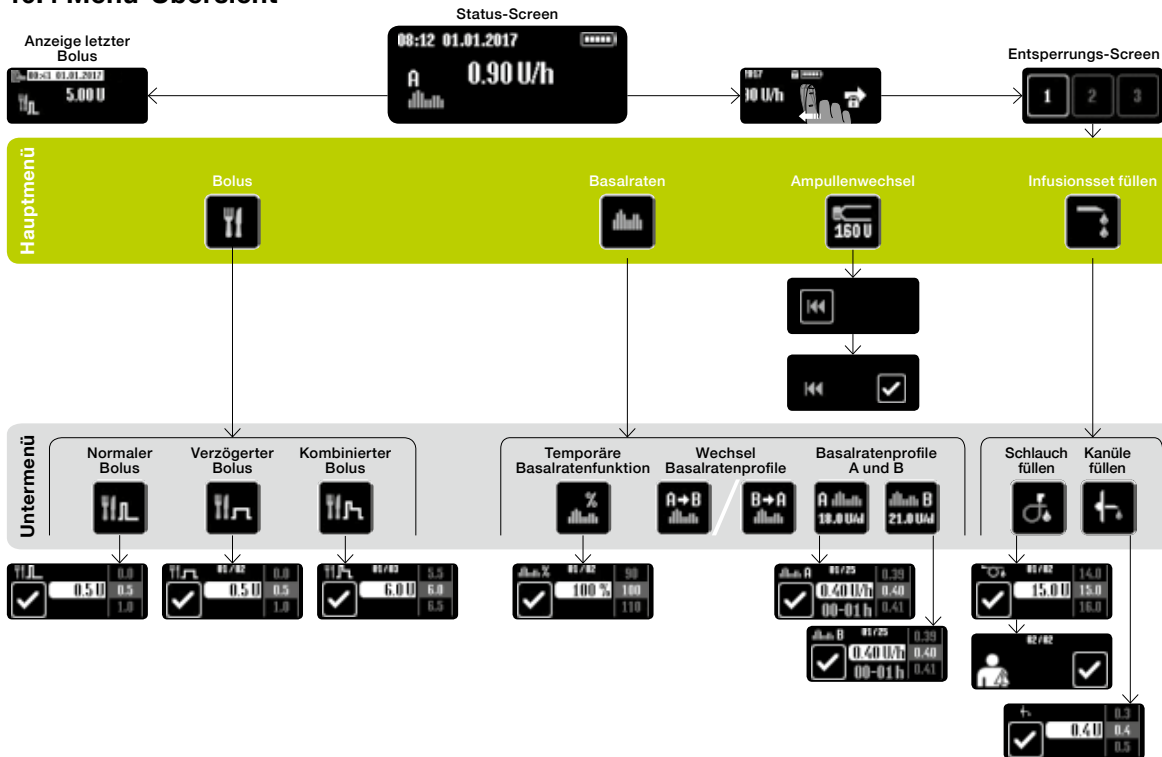 Status-Screen
Anzeige letzter
Bolus
01.01.2017
5.00 U
08:12 01.01.2017
A 0.90 U/h
Entsperrungs-Screen
1 2 3
Hauptmenü
Bolus
Basalraten
Ampullenwechsel
Infusionsset füllen
160 U
Untermenü
Normaler
Bolus
Verzögerter
Bolus
Kombinierter
Bolus
Temporäre
Basalratenfunktion
Wechsel
Basalratenprofile
Basalratenprofile
A und B
Schlauch
füllen
Kanüle
füllen
%
A→B
B→A
A
18.0 U/d
B
21.0 U/d
0.0
0.5 U 0.5
1.0
01/02 0.0
0.5 U 0.5
1.0
01/03 5.5
6.0 U 6.0
6.5
% 01/02 90
100 % 100
110
A 01/25 0.39
0.40 U/h 0.40
00-01 h 0.41
B 01/25 0.39
0.40 U/h 0.40
00-01 h 0.41
01/02 14.0
15.0 U 15.0
16.0
02/02
0.3
0.4 U 0.4
0.5